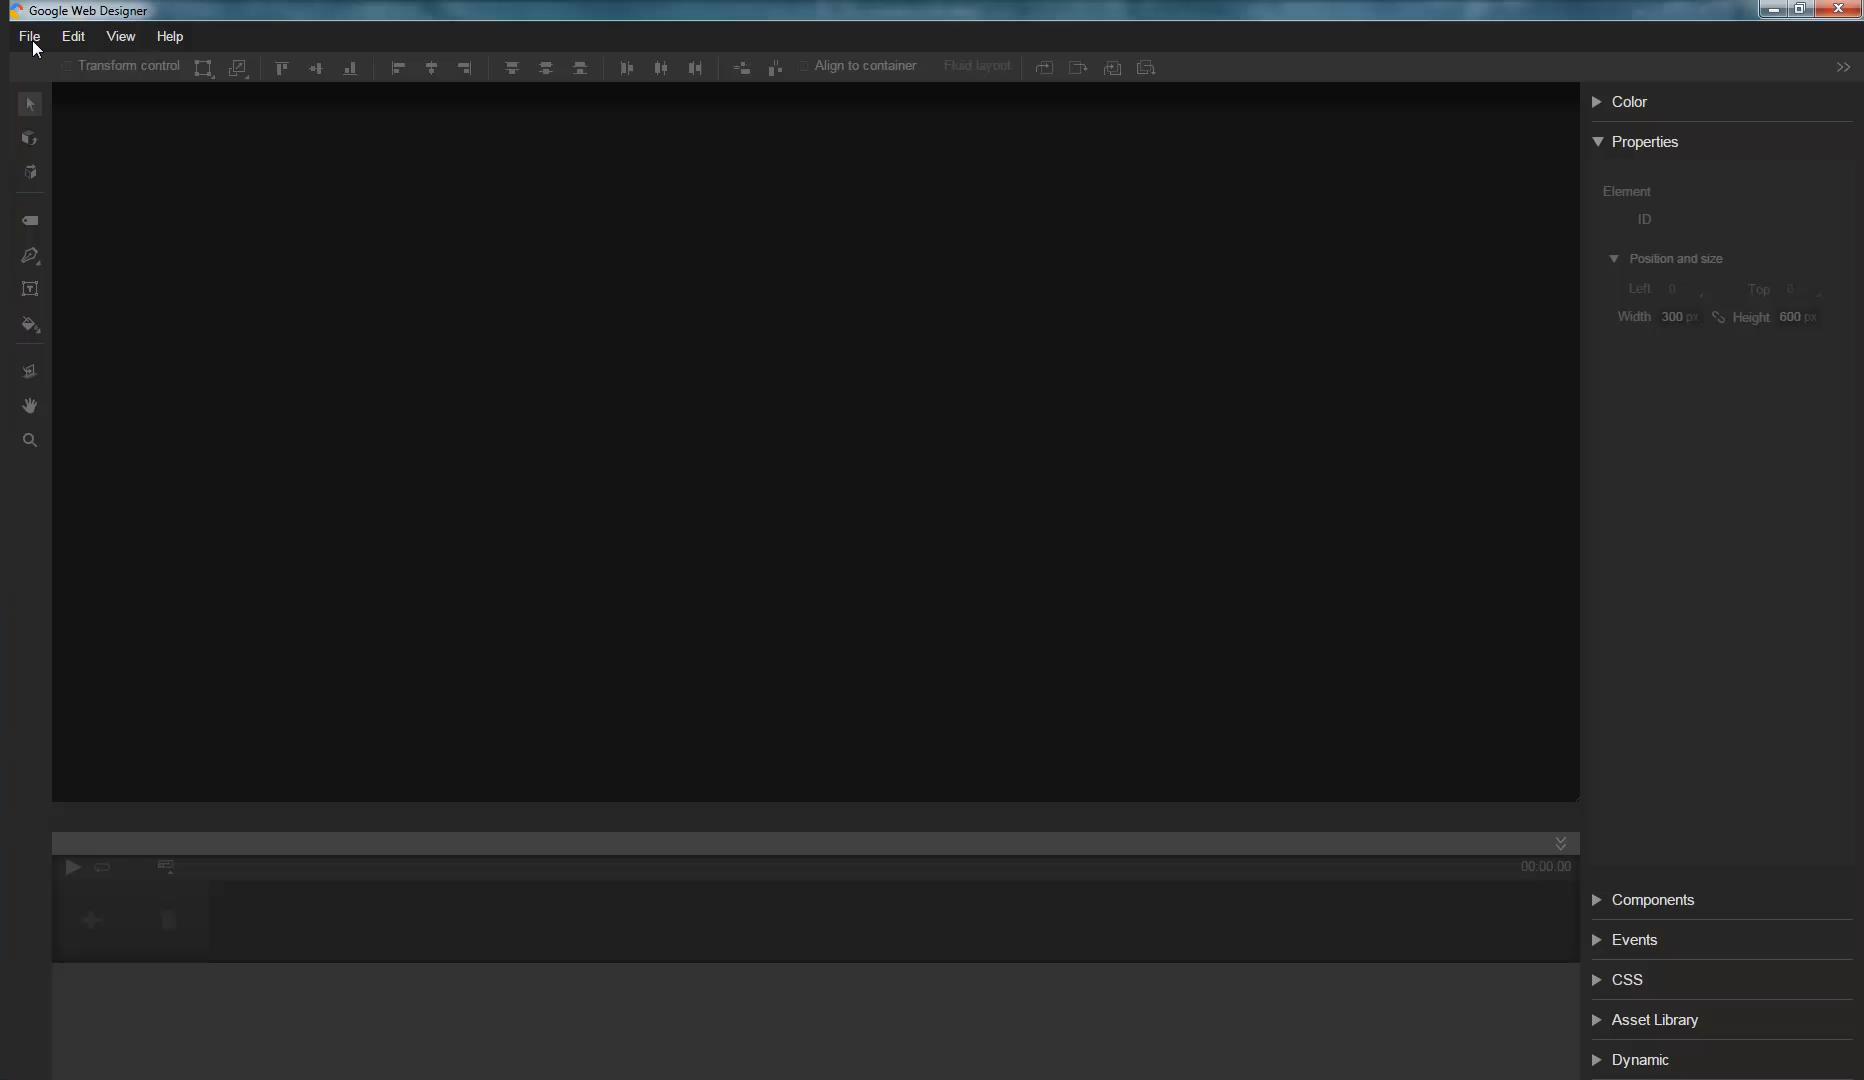 Google Web Designer
File Edit View Help
Transform control Align to container Fluid layout
Color
Properties
Element
ID
Position and size
Left 0 Top 0
Width 300 px Height 600 px
00:00.00
Components
Events
CSS
Asset Library
Dynamic